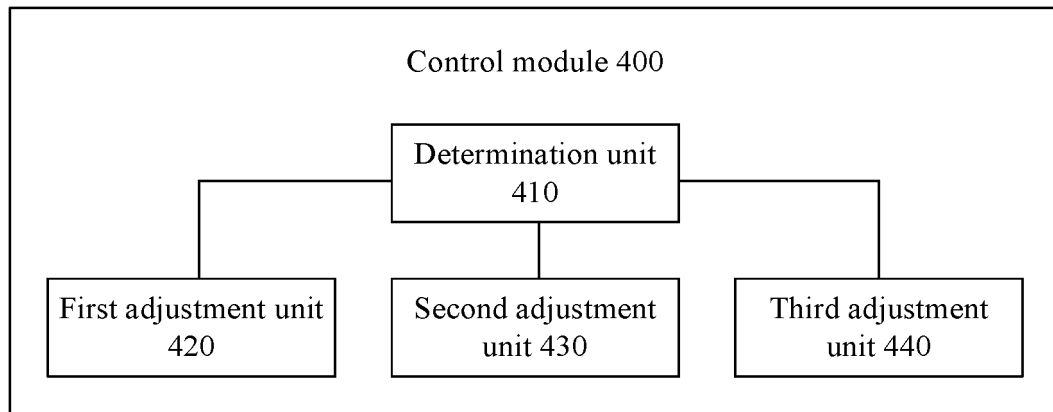 Control module 400
Determination unit
410
First adjustment unit
420
Second adjustment
unit 430
Third adjustment
unit 440